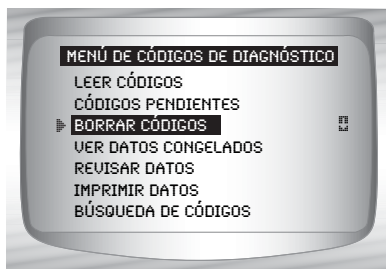 MENÚ DE CÓDIGOS DE DIAGNÓSTICO
LEER CÓDIGOS
CÓDIGOS PENDIENTES
BORRAR CÓDIGOS
VER DATOS CONGELADOS
REVISAR DATOS
IMPRIMIR DATOS
BÚSQUEDA DE CÓDIGOS